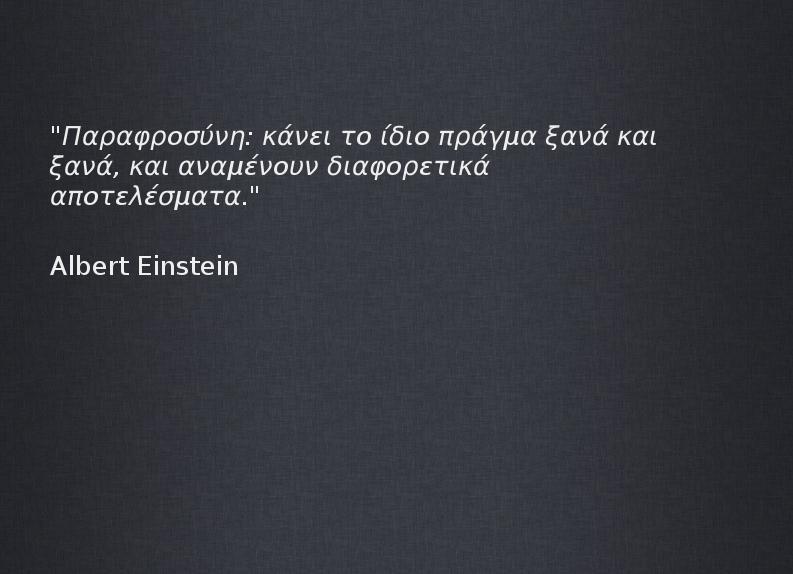 "Παραφροσύνη: κάνει το ίδιο πράγμα ξανά και
ξανά, και αναμένουν διαφορετικά
αποτελέσματα."
Albert Einstein